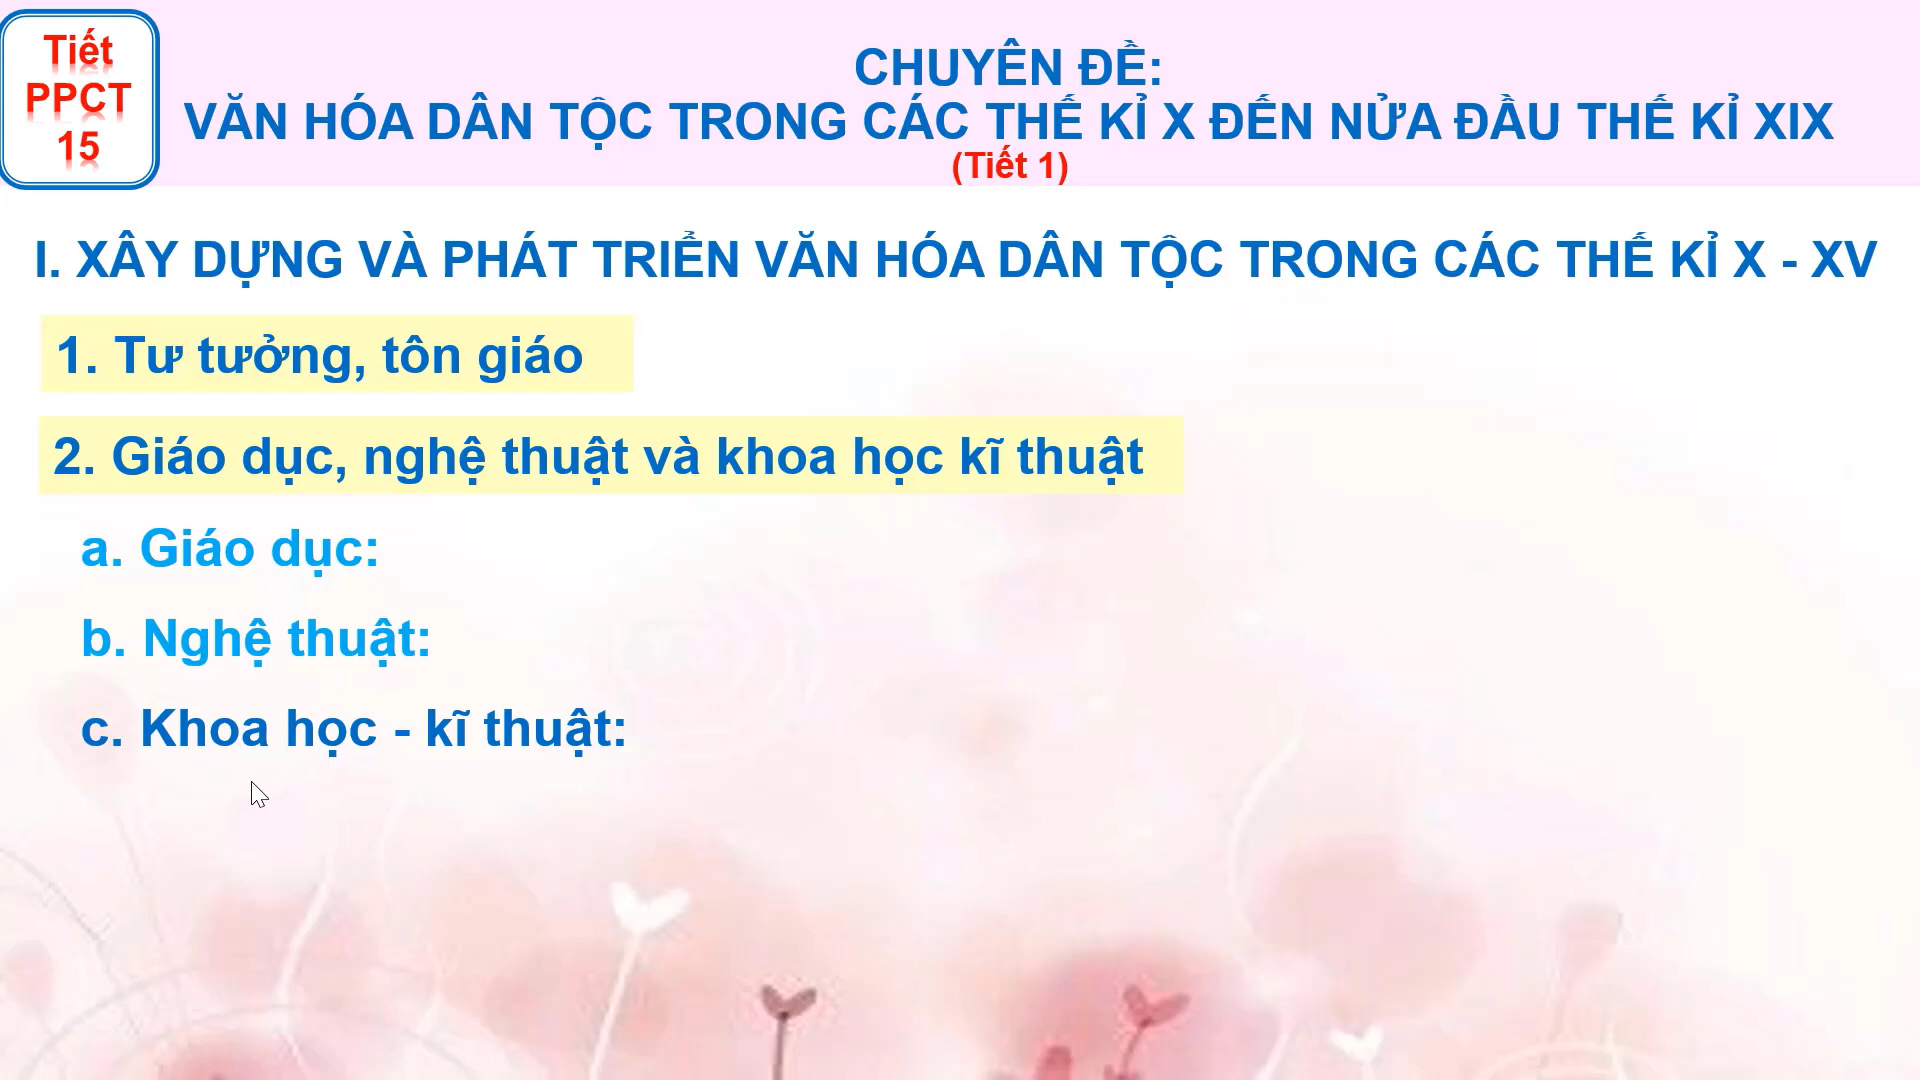 Tiết
PPCT
15
CHUYÊN ĐỀ:
VĂN HÓA DÂN TỘC TRONG CÁC THẾ KỈ X ĐẾN NỬA ĐẦU THẾ KỈ XIX
(Tiết 1)
I. XÂY DỰNG VÀ PHÁT TRIỂN VĂN HÓA DÂN TỘC TRONG CÁC THẾ KỈ X - XV
1. Tư tưởng, tôn giáo
2. Giáo dục, nghệ thuật và khoa học kĩ thuật
a. Giáo dục:
b. Nghệ thuật:
c. Khoa học - kĩ thuật: